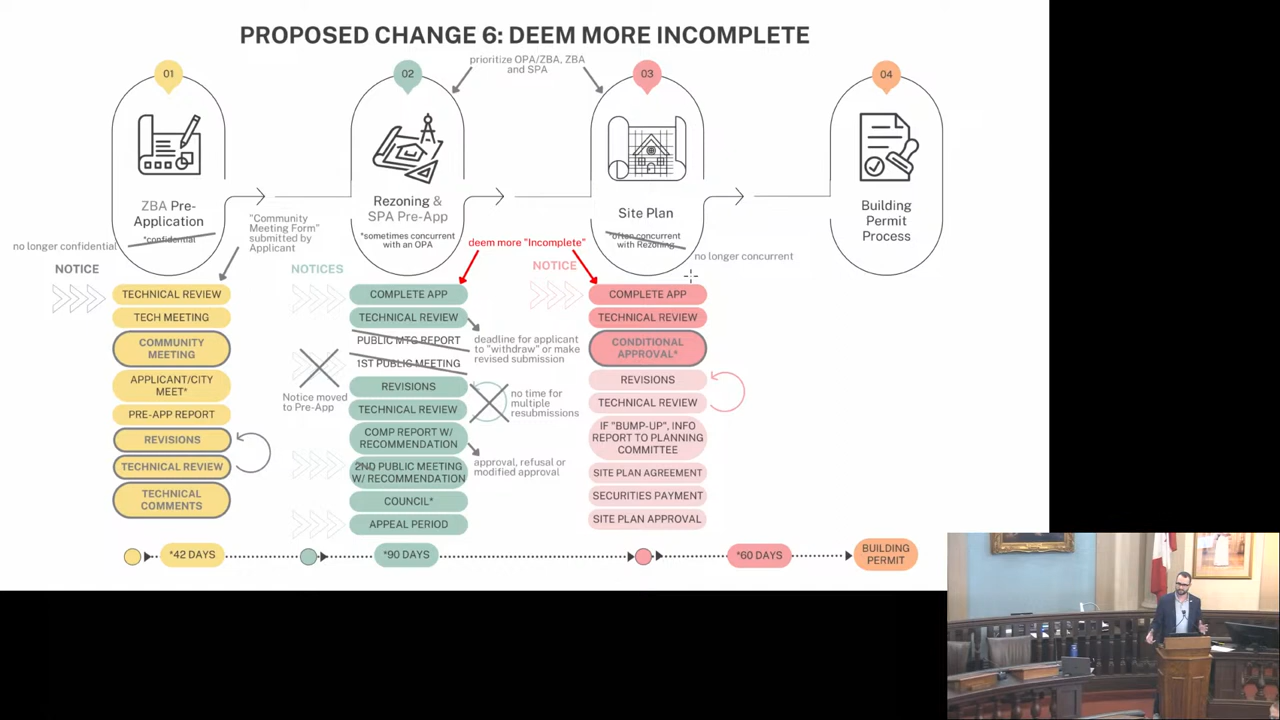 PROPOSED CHANGE 6: DEEM MORE INCOMPLETE
prioritize OPA/ZBA, ZBA
and SPA
01
02
03
04
ZBA Pre-
Application
*confidential
no longer confidential
"Community
Meeting Form"
submitted by
Applicant
NOTICE
TECHNICAL REVIEW
TECH MEETING
COMMUNITY
MEETING
APPLICANT/CITY
MEET*
PRE-APP REPORT
REVISIONS
TECHNICAL REVIEW
TECHNICAL
COMMENTS
Rezoning &
SPA Pre-App
*sometimes concurrent
with an OPA
deem more "Incomplete"
NOTICES
COMPLETE APP
TECHNICAL REVIEW
PUBLIC MTG REPORT
1ST PUBLIC MEETING
REVISIONS
TECHNICAL REVIEW
COMP REPORT W/
RECOMMENDATION
2ND PUBLIC MEETING
W/ RECOMMENDATION
COUNCIL*
APPEAL PERIOD
Notice moved
to Pre-App
deadline for applicant
to "withdraw" or make
revised submission
no time for
multiple
resubmissions
approval, refusal or
modified approval
Site Plan
*often concurrent
with Rezoning
no longer concurrent
NOTICE
COMPLETE APP
TECHNICAL REVIEW
CONDITIONAL
APPROVAL*
REVISIONS
TECHNICAL REVIEW
IF "BUMP-UP", INFO
REPORT TO PLANNING
COMMITTEE
SITE PLAN AGREEMENT
SECURITIES PAYMENT
SITE PLAN APPROVAL
Building
Permit
Process
*42 DAYS
*90 DAYS
*60 DAYS
BUILDING
PERMIT